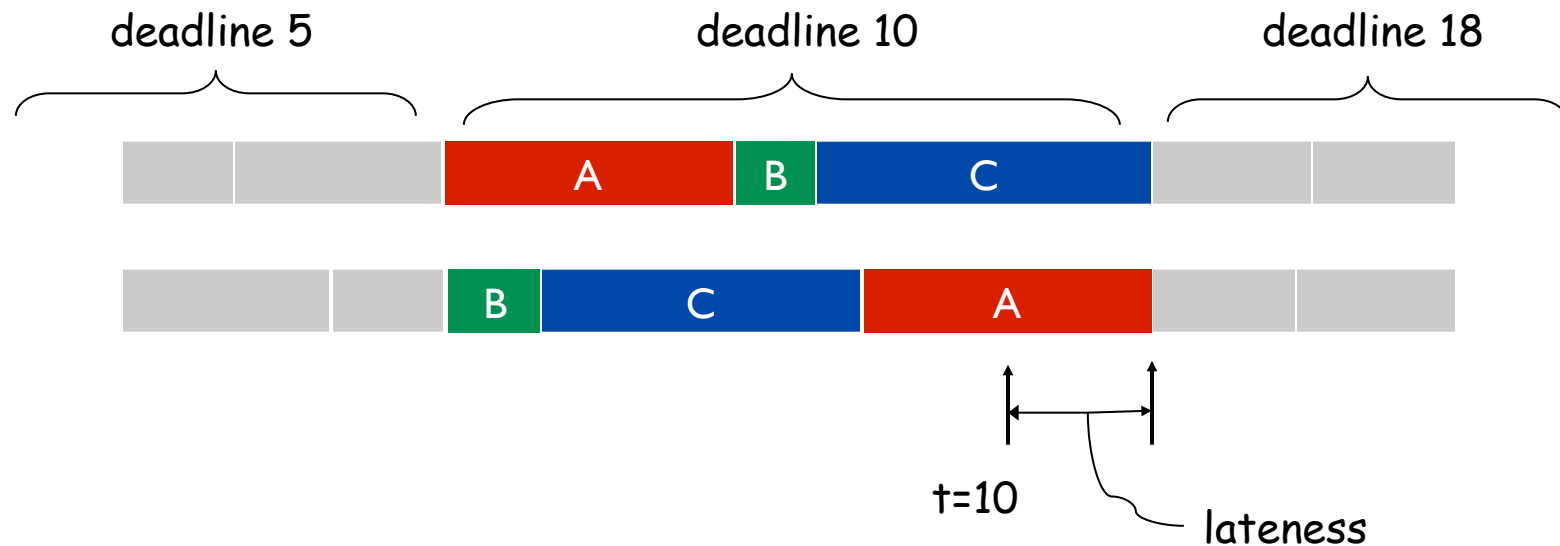 deadline 5 deadline 10 deadline 18
A B C
B C A
t=10
lateness